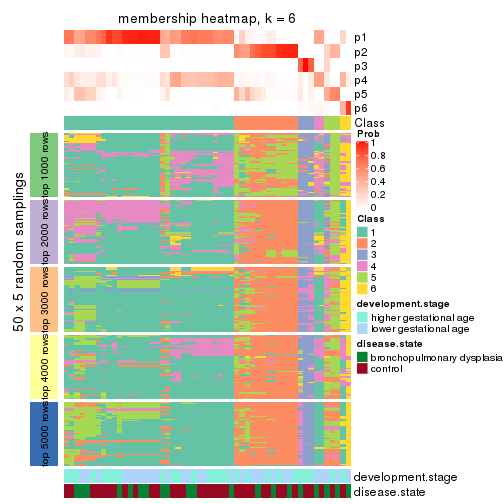 membership heatmap, k = 6
p1
p2
p3
p4
p5
p6
Class
50 x 5 random samplings
top 1000 rows
top 2000 rows
top 3000 rows
top 4000 rows
top 5000 rows
Prob
1
0.8
0.6
0.4
0.2
0
Class
1
2
3
4
5
6
development.stage
higher gestational age
lower gestational age
disease.state
bronchopulmonary dysplasia
control
development.stage
disease.state